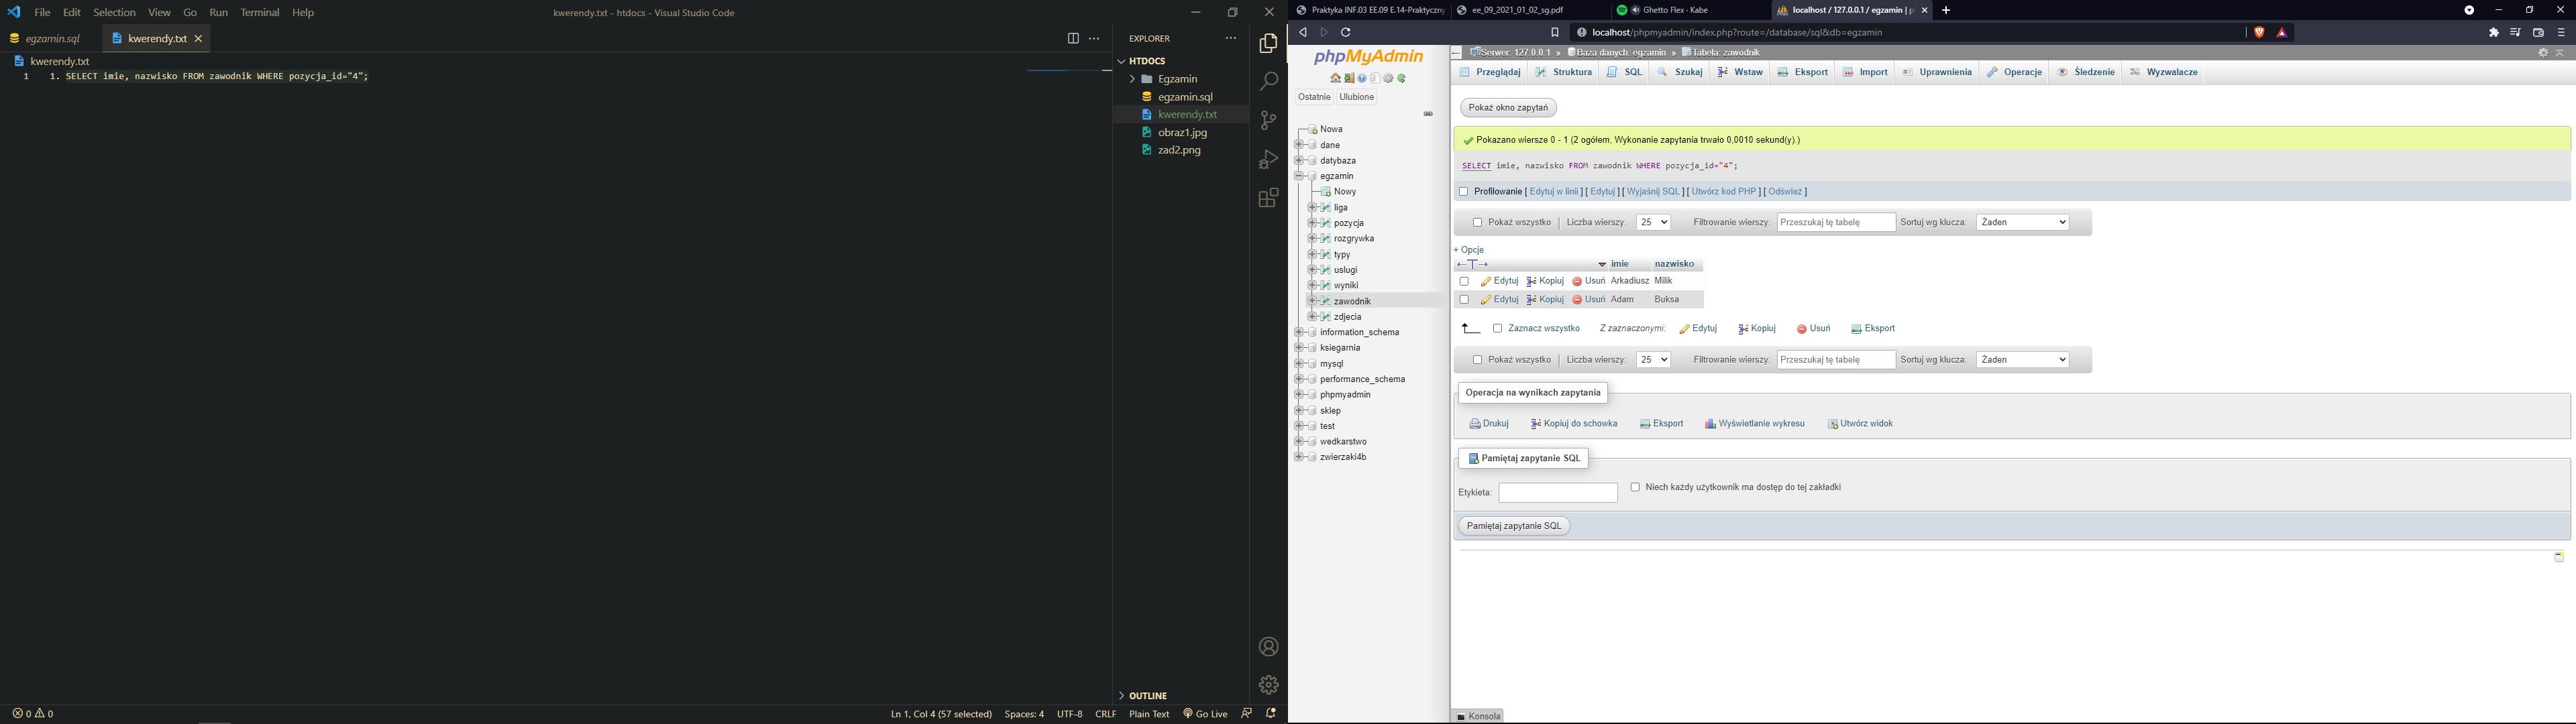 File Edit Selection View Go Run Terminal Help
kwerendy.txt - htdocs - Visual Studio Code
egzamin.sql
kwerendy.txt
kwerendy.txt
1 1. SELECT imie, nazwisko FROM zawodnik WHERE pozycja_id="4";
EXPLORER
HTDOCS
Egzamin
egzamin.sql
kwerendy.txt
obraz1.jpg
zad2.png
OUTLINE
0 0
Ln 1, Col 4 (57 selected) Spaces: 4 UTF-8 CRLF Plain Text Go Live
Praktyka INF.03 EE.09 E.14-Praktyczny
ee_09_2021_01_02_sg.pdf
Ghetto Flex · Kabe
localhost / 127.0.0.1 / egzamin | p
localhost/phpmyadmin/index.php?route=/database/sql&db=egzamin
phpMyAdmin
Ostatnie Ulubione
Nowa
dane
datybaza
egzamin
Nowy
liga
pozycja
rozgrywka
typy
uslugi
wyniki
zawodnik
zdjecia
information_schema
ksiegarnia
mysql
performance_schema
phpmyadmin
sklep
test
wedkarstwo
zwierzaki4b
Serwer: 127.0.0.1 » Baza danych: egzamin » Tabela: zawodnik
Przeglądaj Struktura SQL Szukaj Wstaw Eksport Import Uprawnienia Operacje Śledzenie Wyzwalacze
Pokaż okno zapytań
Pokazano wiersze 0 - 1 (2 ogółem, Wykonanie zapytania trwało 0,0010 sekund(y).)
SELECT imie, nazwisko FROM zawodnik WHERE pozycja_id="4";
Profilowanie [ Edytuj w linii ] [ Edytuj ] [ Wyjaśnij SQL ] [ Utwórz kod PHP ] [ Odśwież ]
Pokaż wszystko Liczba wierszy: 25 Filtrowanie wierszy: Przeszukaj tę tabelę Sortuj wg klucza: Żaden
+ Opcje
←T→ imie nazwisko
Edytuj Kopiuj Usuń Arkadiusz Milik
Edytuj Kopiuj Usuń Adam Buksa
Zaznacz wszystko Z zaznaczonymi: Edytuj Kopiuj Usuń Eksport
Pokaż wszystko Liczba wierszy: 25 Filtrowanie wierszy: Przeszukaj tę tabelę Sortuj wg klucza: Żaden
Operacja na wynikach zapytania
Drukuj Kopiuj do schowka Eksport Wyświetlanie wykresu Utwórz widok
Pamiętaj zapytanie SQL
Etykieta: Niech każdy użytkownik ma dostęp do tej zakładki
Pamiętaj zapytanie SQL
Konsola